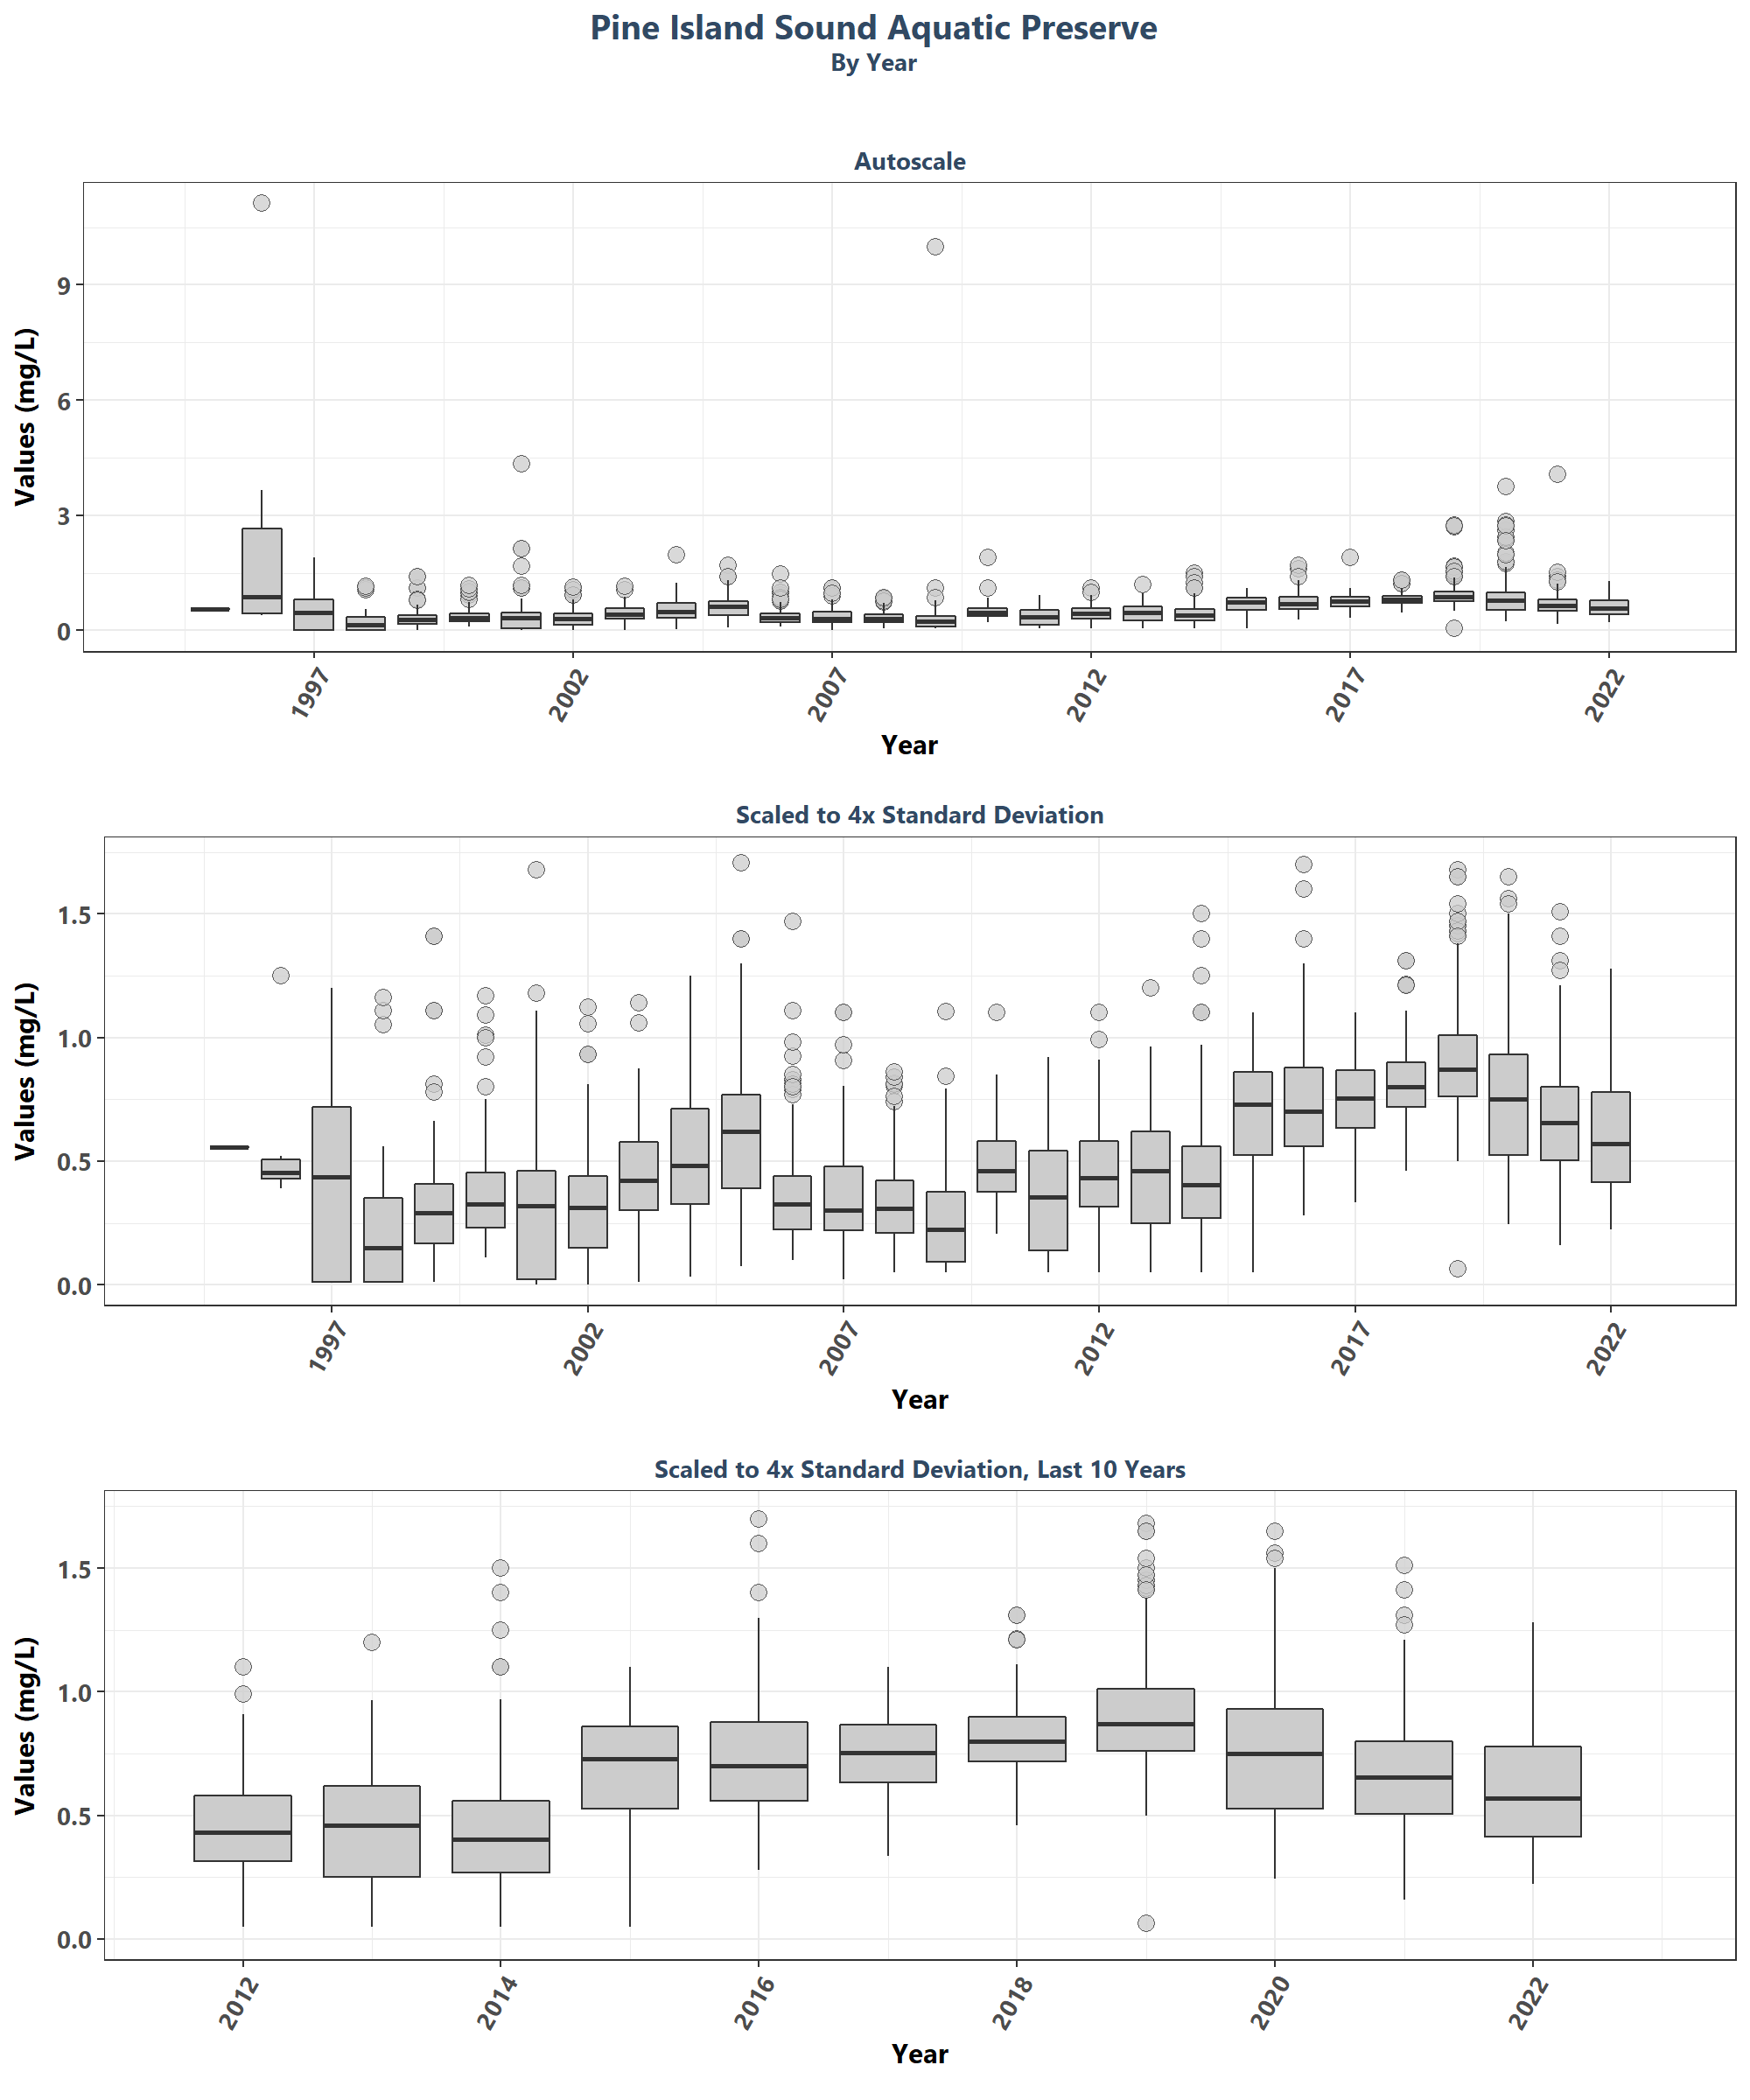 Pine Island Sound Aquatic Preserve
By Year
Autoscale
Values (mg/L)
9
6
3
0
1997
2002
2007
2012
2017
2022
Year
Scaled to 4x Standard Deviation
Values (mg/L)
1.5
1.0
0.5
0.0
1997
2002
2007
2012
2017
2022
Year
Scaled to 4x Standard Deviation, Last 10 Years
Values (mg/L)
1.5
1.0
0.5
0.0
2012
2014
2016
2018
2020
2022
Year